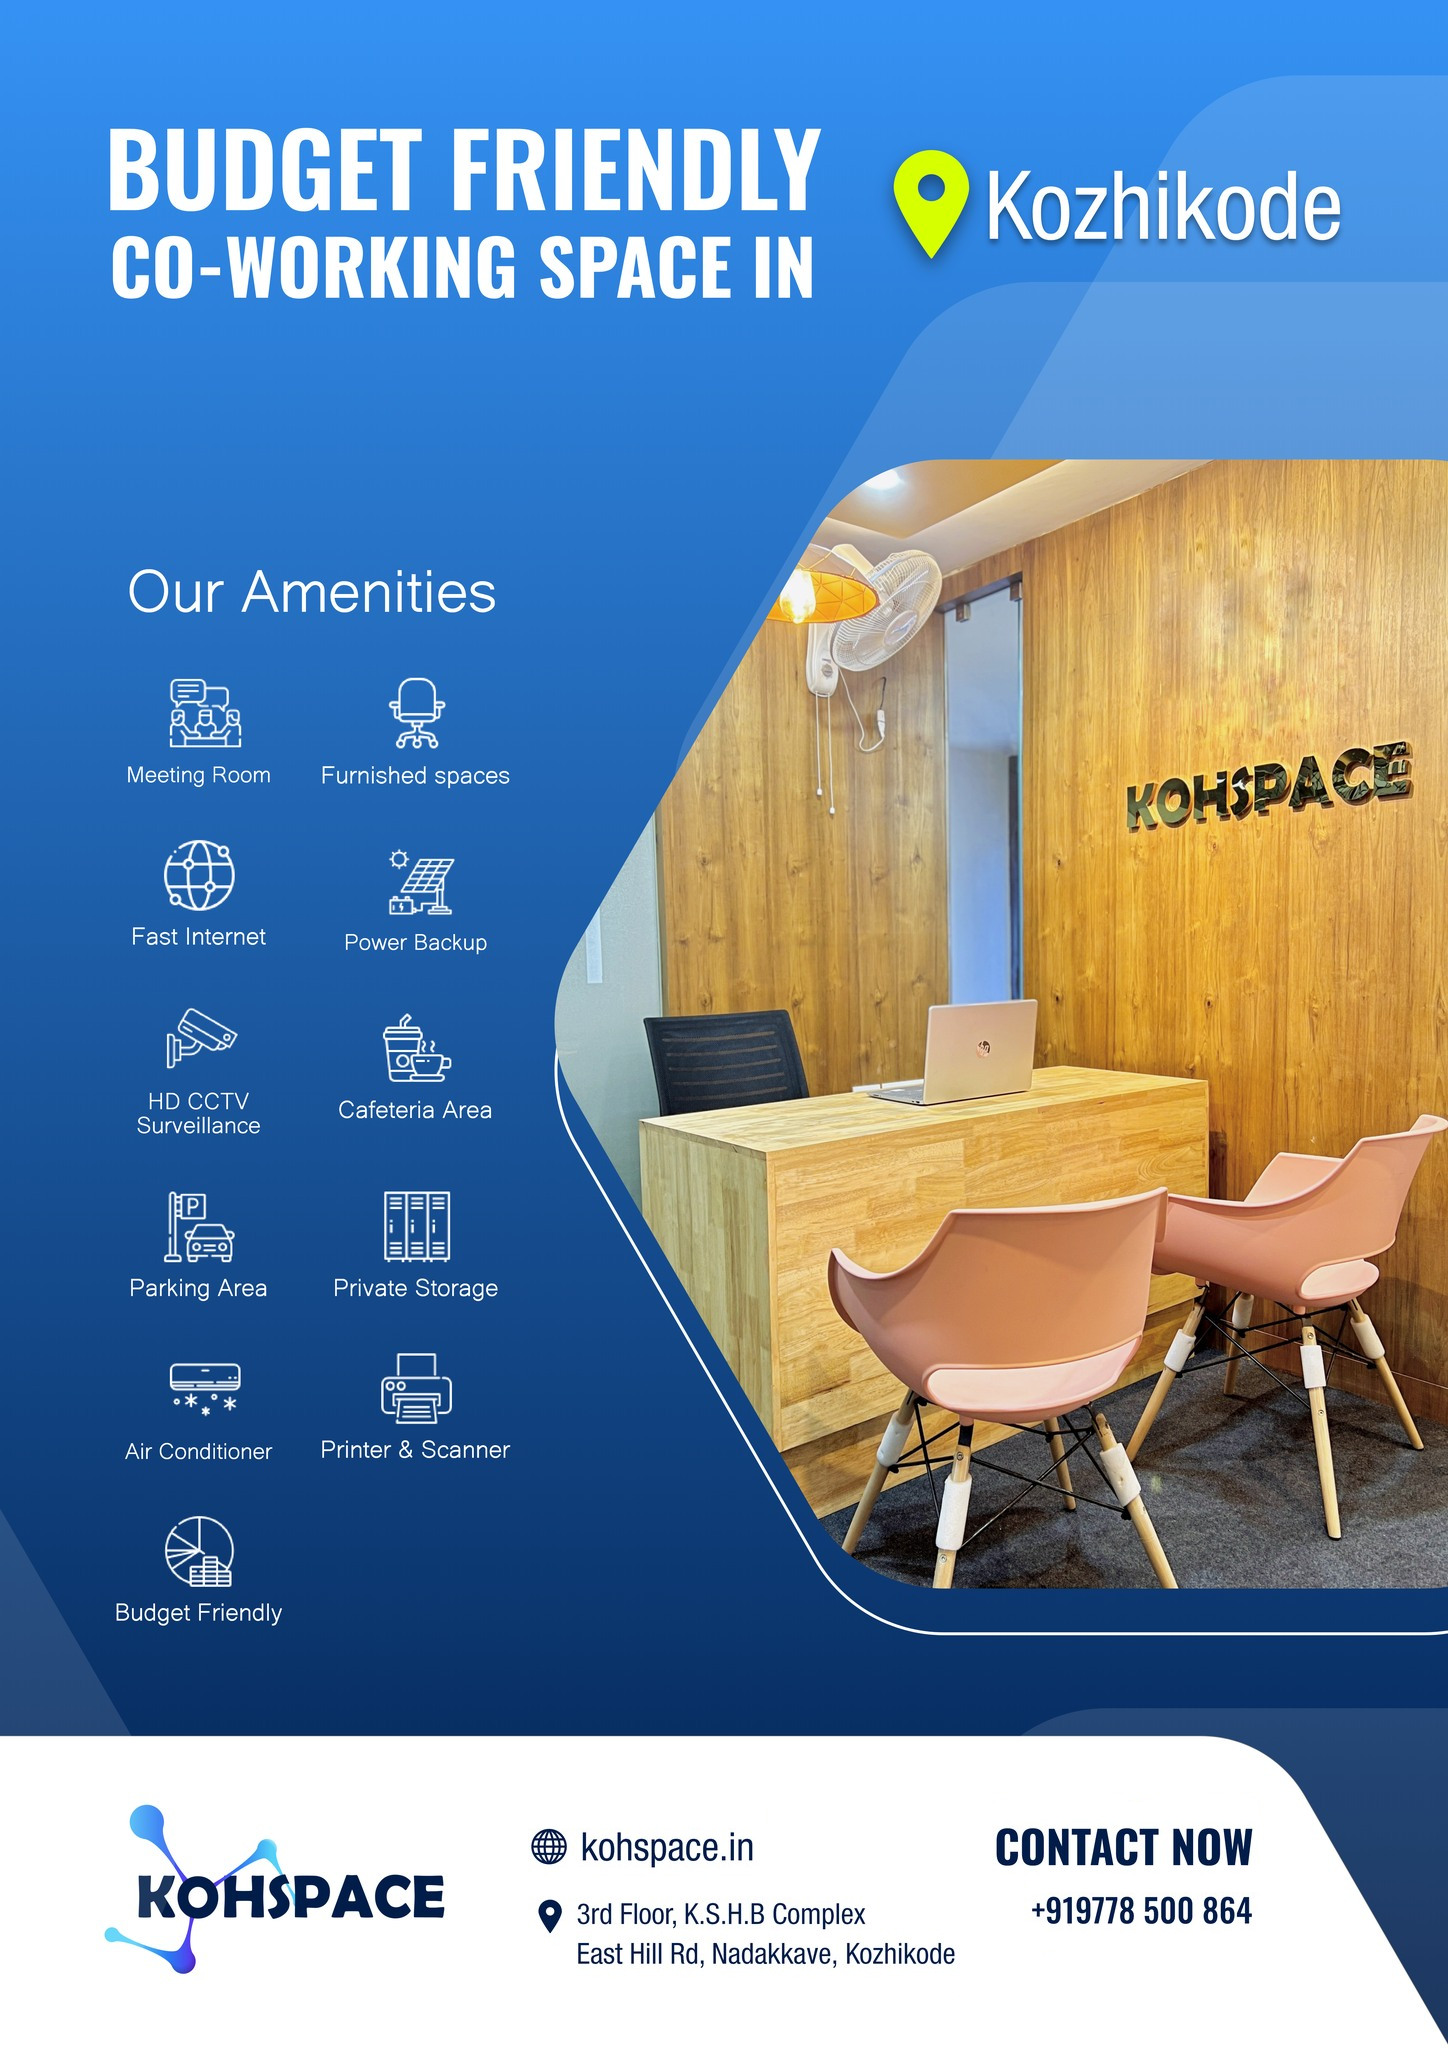 BUDGET FRIENDLY
CO-WORKING SPACE IN
Kozhikode
Our Amenities
Meeting Room
Furnished spaces
Fast Internet
Power Backup
HD CCTV
Surveillance
Cafeteria Area
P
Parking Area
Private Storage
Air Conditioner
Printer & Scanner
Budget Friendly
KOHSPACE
hp
KOHSPACE
kohspace.in
3rd Floor, K.S.H.B Complex
East Hill Rd, Nadakkave, Kozhikode
CONTACT NOW
+919778 500 864